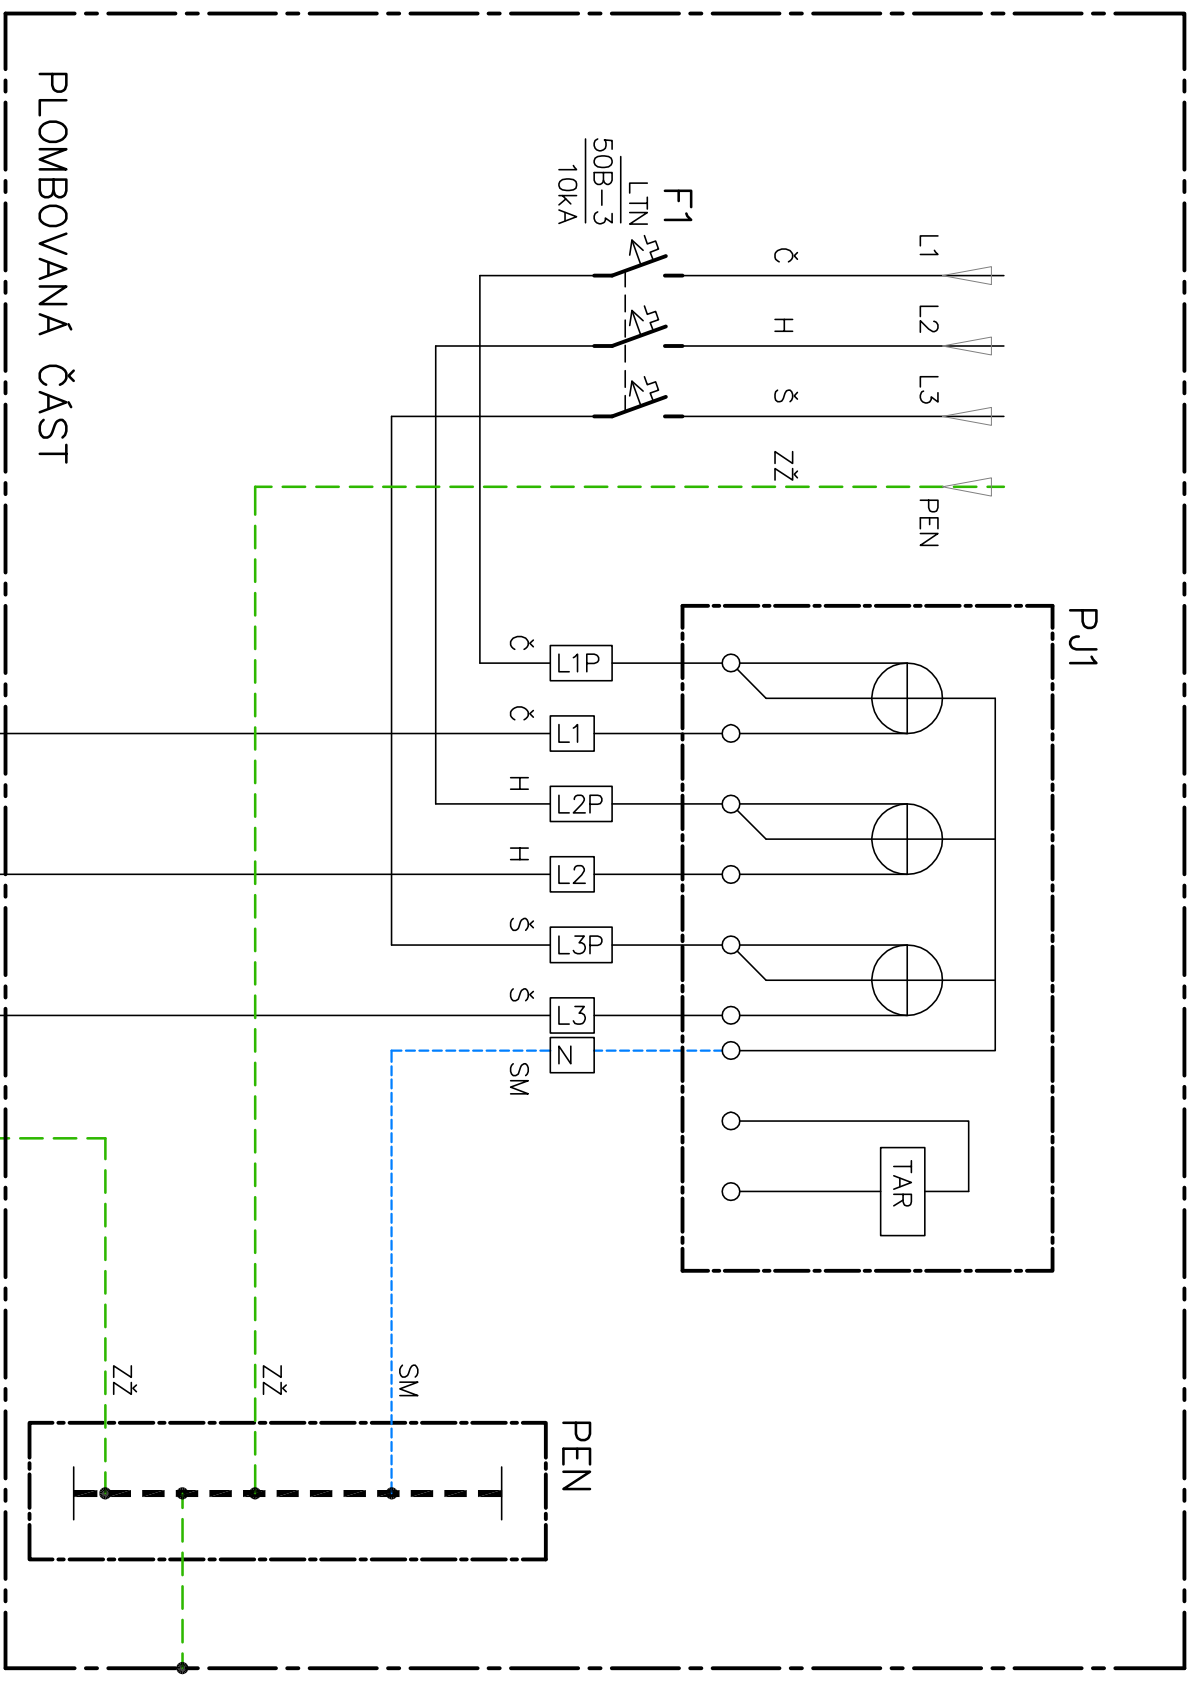 PJ1
L1 L2 L3 PEN
TAR
Č H Š ZŽ
F1
LTN
50B-3
10kA
L1P L1 L2P L2 L3P L3 N
Č Č H H Š Š SM
PEN
SM
ZŽ
ZŽ
PLOMBOVANÁ ČÁST